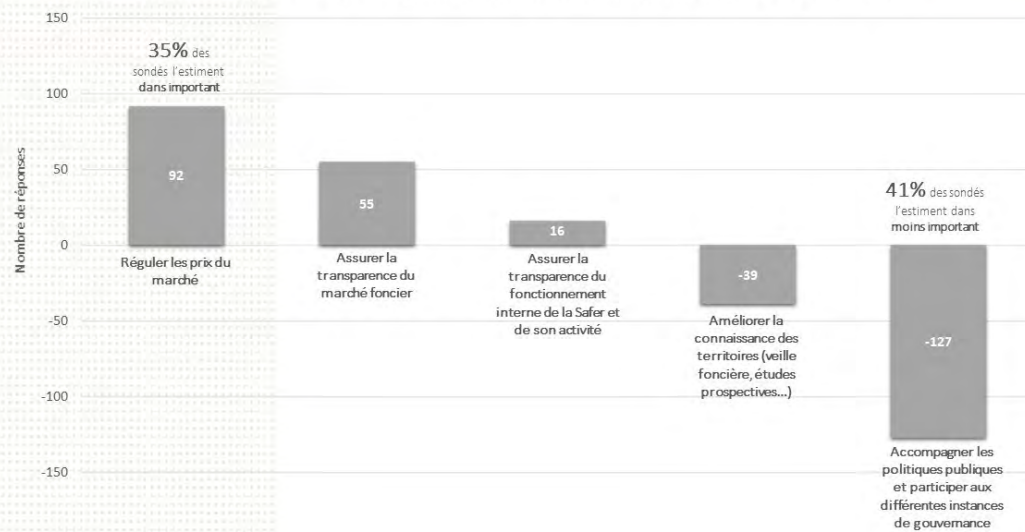 150
100
50
0
-50
-100
-150
Nombre de réponses
35% des
sondés l'estiment
dans important
92
Réguler les prix du
marché
55
Assurer la
transparence du
marché foncier
16
Assurer la
transparence du
fonctionnement
interne de la Safer et
de son activité
-39
Améliorer la
connaissance des
territoires (veille
foncière, études
prospectives...)
41% des sondés
l'estiment dans
moins important
-127
Accompagner les
politiques publiques
et participer aux
différentes instances
de gouvernance